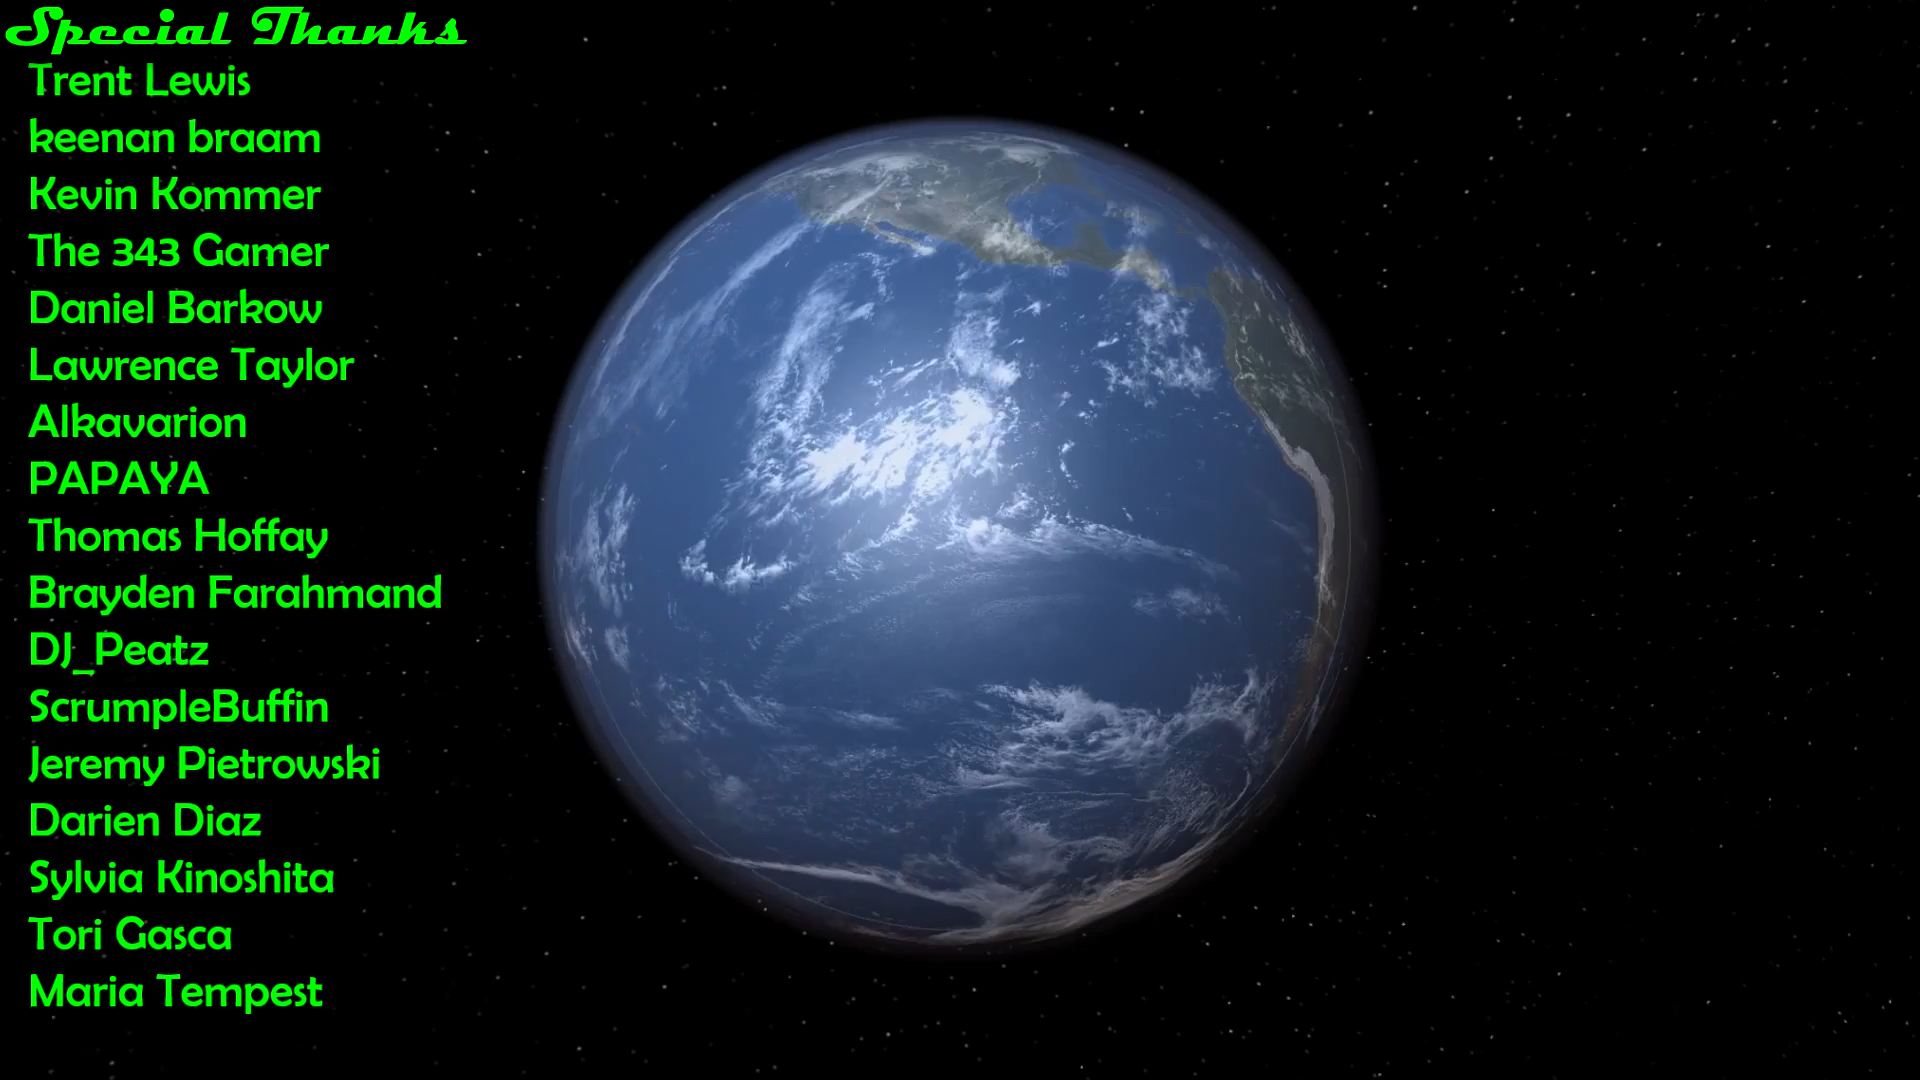 Special Thanks
Trent Lewis
keenan braam
Kevin Kommer
The 343 Gamer
Daniel Barkow
Lawrence Taylor
Alkavarion
PAPAYA
Thomas Hoffay
Brayden Farahmand
DJ_Peatz
ScrumpleBuffin
Jeremy Pietrowski
Darien Diaz
Sylvia Kinoshita
Tori Gasca
Maria Tempest